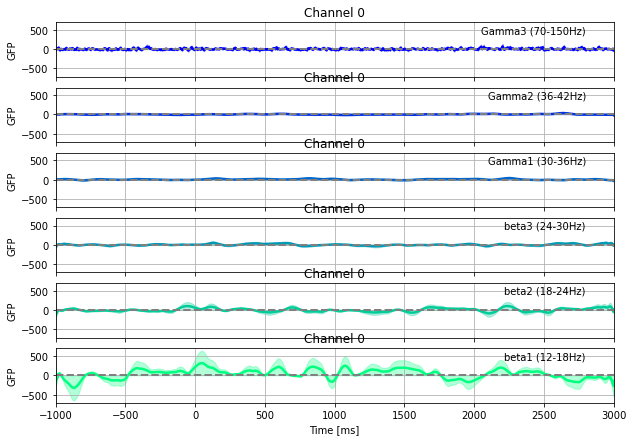 Channel 0
GFP
500
0
−500
Gamma3 (70-150Hz)
Channel 0
GFP
500
0
−500
Gamma2 (36-42Hz)
Channel 0
GFP
500
0
−500
Gamma1 (30-36Hz)
Channel 0
GFP
500
0
−500
beta3 (24-30Hz)
Channel 0
GFP
500
0
−500
beta2 (18-24Hz)
Channel 0
GFP
500
0
−500
beta1 (12-18Hz)
−1000 −500 0 500 1000 1500 2000 2500 3000
Time [ms]